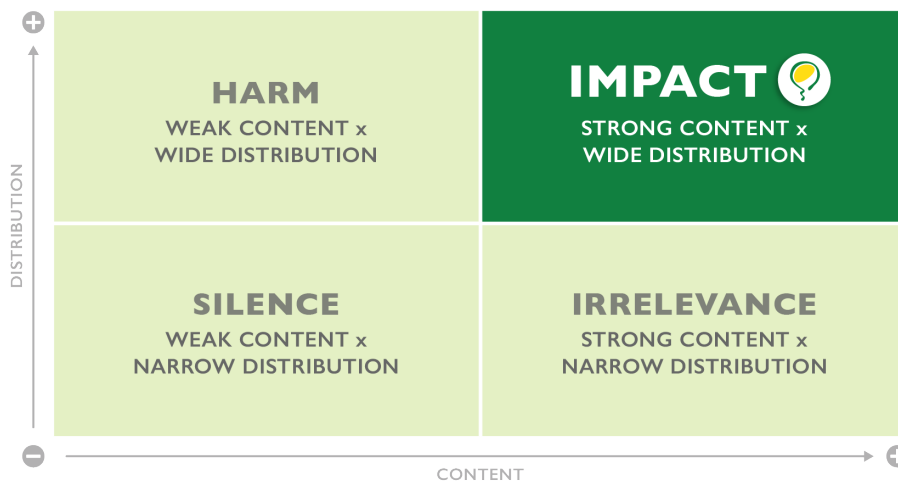 HARM
WEAK CONTENT x
WIDE DISTRIBUTION
IMPACT
STRONG CONTENT x
WIDE DISTRIBUTION
DISTRIBUTION
SILENCE
WEAK CONTENT x
NARROW DISTRIBUTION
IRRELEVANCE
STRONG CONTENT x
NARROW DISTRIBUTION
CONTENT